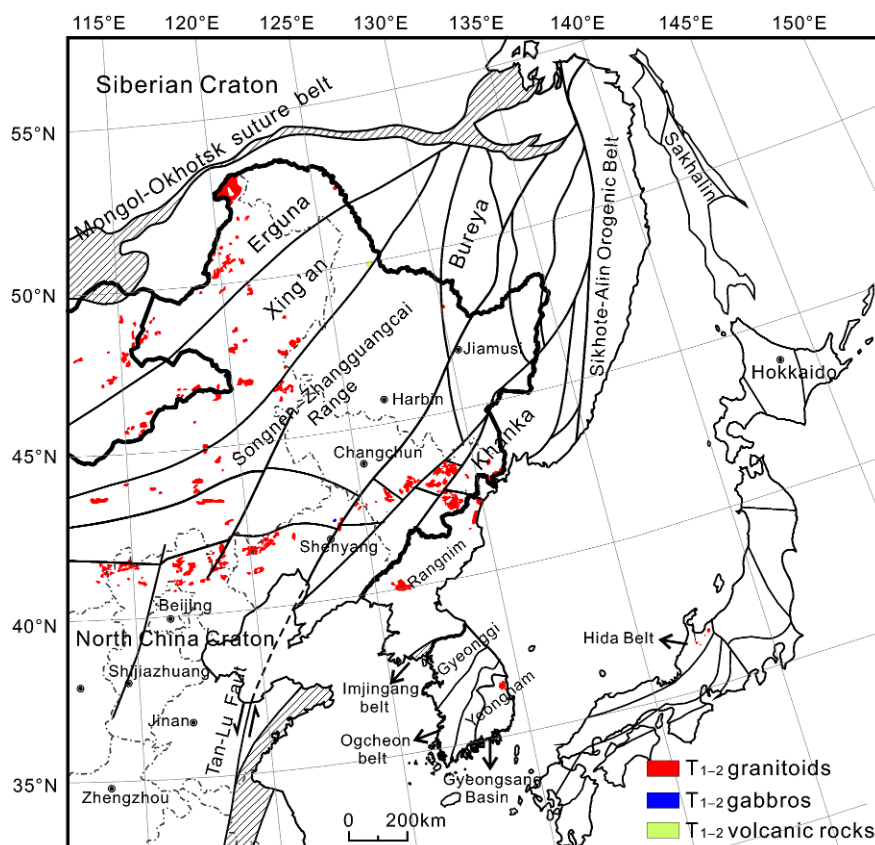 115°E 120°E 125°E 130°E 135°E 140°E 145°E 150°E
Siberian Craton
55°N
Mongol-Okhotsk suture belt
Sakhalin
Sikhote-Alin Orogenic Belt
Erguna
Bureya
Xing'an
50°N
Songnen-Zhangguangcai
Range
Jiamusi
Hokkaido
Harbin
Khanka
45°N
Changchun
Shenyang
Rangnim
Beijing
40°N
North China Craton
Hida Belt
Gyeonggi
Shijiazhuang
Imjingang
belt
Yeongnam
Tan-Lu Fault
Jinan
Ogcheon
belt
Gyeongsang
Basin
35°N
Zhengzhou
0 200km
T1-2 granitoids
T1-2 gabbros
T1-2 volcanic rocks